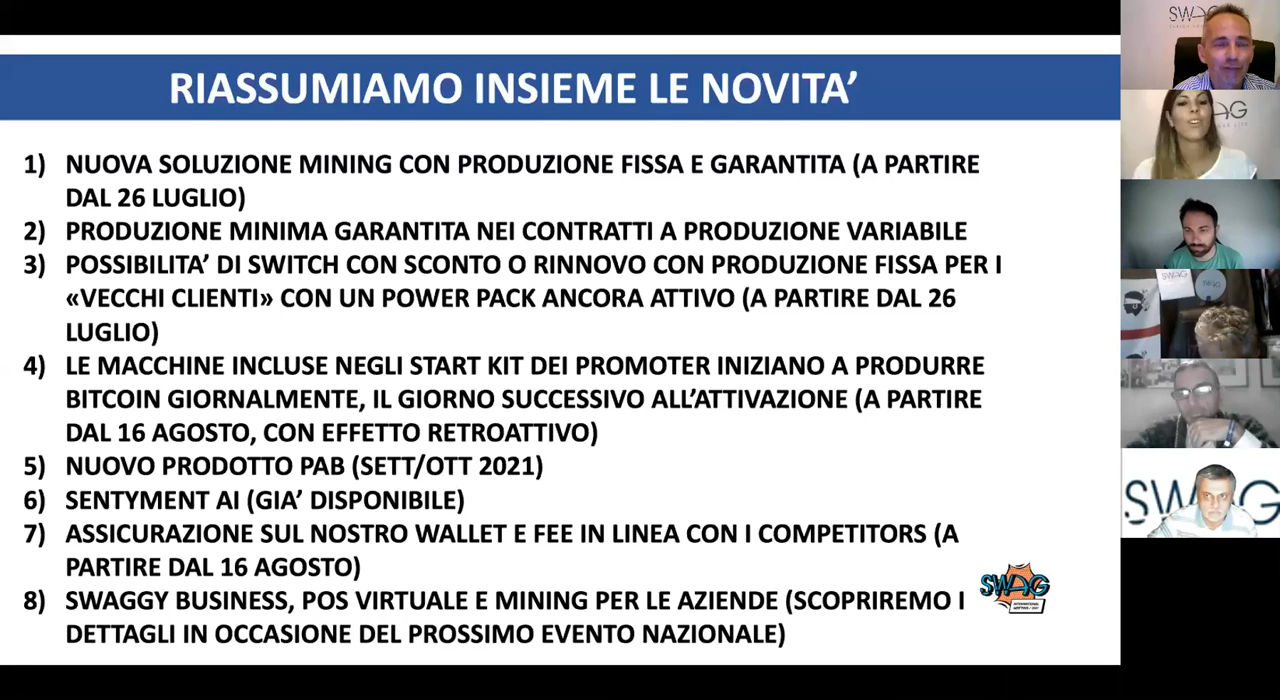 RIASSUMIAMO INSIEME LE NOVITA’
1) NUOVA SOLUZIONE MINING CON PRODUZIONE FISSA E GARANTITA (A PARTIRE
DAL 26 LUGLIO)
2) PRODUZIONE MINIMA GARANTITA NEI CONTRATTI A PRODUZIONE VARIABILE
3) POSSIBILITA’ DI SWITCH CON SCONTO O RINNOVO CON PRODUZIONE FISSA PER I
«VECCHI CLIENTI» CON UN POWER PACK ANCORA ATTIVO (A PARTIRE DAL 26
LUGLIO)
4) LE MACCHINE INCLUSE NEGLI START KIT DEI PROMOTER INIZIANO A PRODURRE
BITCOIN GIORNALMENTE, IL GIORNO SUCCESSIVO ALL’ATTIVAZIONE (A PARTIRE
DAL 16 AGOSTO, CON EFFETTO RETROATTIVO)
5) NUOVO PRODOTTO PAB (SETT/OTT 2021)
6) SENTYMENT AI (GIA’ DISPONIBILE)
7) ASSICURAZIONE SUL NOSTRO WALLET E FEE IN LINEA CON I COMPETITORS (A
PARTIRE DAL 16 AGOSTO)
8) SWAGGY BUSINESS, POS VIRTUALE E MINING PER LE AZIENDE (SCOPRIREMO I
DETTAGLI IN OCCASIONE DEL PROSSIMO EVENTO NAZIONALE)
SWAG
SWAG
SWAG
SWAG